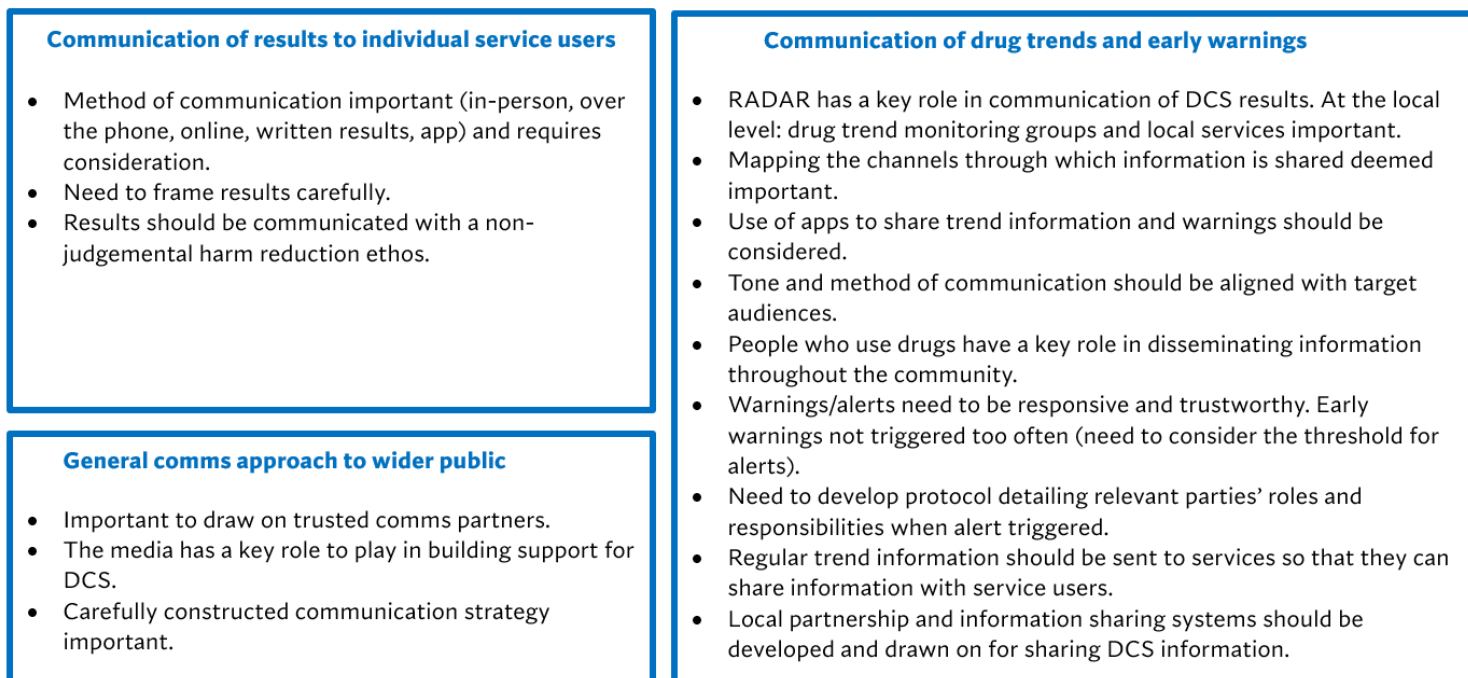 Communication of results to individual service users
• Method of communication important (in-person, over
the phone, online, written results, app) and requires
consideration.
• Need to frame results carefully.
• Results should be communicated with a non-
judgemental harm reduction ethos.
General comms approach to wider public
• Important to draw on trusted comms partners.
• The media has a key role to play in building support for
DCS.
• Carefully constructed communication strategy
important.
Communication of drug trends and early warnings
• RADAR has a key role in communication of DCS results. At the local
level: drug trend monitoring groups and local services important.
• Mapping the channels through which information is shared deemed
important.
• Use of apps to share trend information and warnings should be
considered.
• Tone and method of communication should be aligned with target
audiences.
• People who use drugs have a key role in disseminating information
throughout the community.
• Warnings/alerts need to be responsive and trustworthy. Early
warnings not triggered too often (need to consider the threshold for
alerts).
• Need to develop protocol detailing relevant parties’ roles and
responsibilities when alert triggered.
• Regular trend information should be sent to services so that they can
share information with service users.
• Local partnership and information sharing systems should be
developed and drawn on for sharing DCS information.